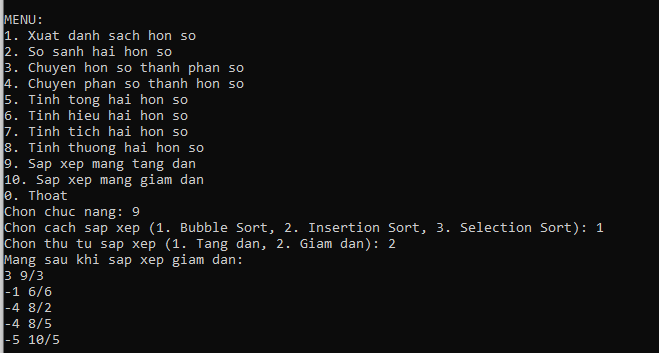 MENU:
1. Xuat danh sach hon so
2. So sanh hai hon so
3. Chuyen hon so thanh phan so
4. Chuyen phan so thanh hon so
5. Tinh tong hai hon so
6. Tinh hieu hai hon so
7. Tinh tich hai hon so
8. Tinh thuong hai hon so
9. Sap xep mang tang dan
10. Sap xep mang giam dan
0. Thoat
Chon chuc nang: 9
Chon cach sap xep (1. Bubble Sort, 2. Insertion Sort, 3. Selection Sort): 1
Chon thu tu sap xep (1. Tang dan, 2. Giam dan): 2
Mang sau khi sap xep giam dan:
3 9/3
-1 6/6
-4 8/2
-4 8/5
-5 10/5